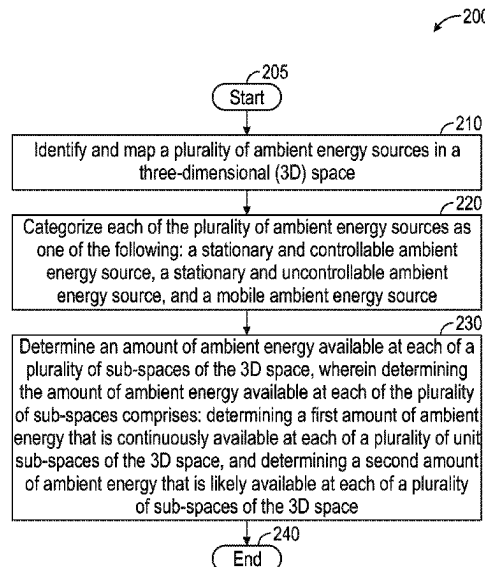 200
205
Start
210
Identify and map a plurality of ambient energy sources in a
three-dimensional (3D) space
220
Categorize each of the plurality of ambient energy sources as
one of the following: a stationary and controllable ambient
energy source, a stationary and uncontrollable ambient
energy source, and a mobile ambient energy source
230
Determine an amount of ambient energy available at each of a
plurality of sub-spaces of the 3D space, wherein determining
the amount of ambient energy available at each of the plurality
of sub-spaces comprises: determining a first amount of ambient
energy that is continuously available at each of a plurality of unit
sub-spaces of the 3D space, and determining a second amount
of ambient energy that is likely available at each of a plurality
of sub-spaces of the 3D space
240
End